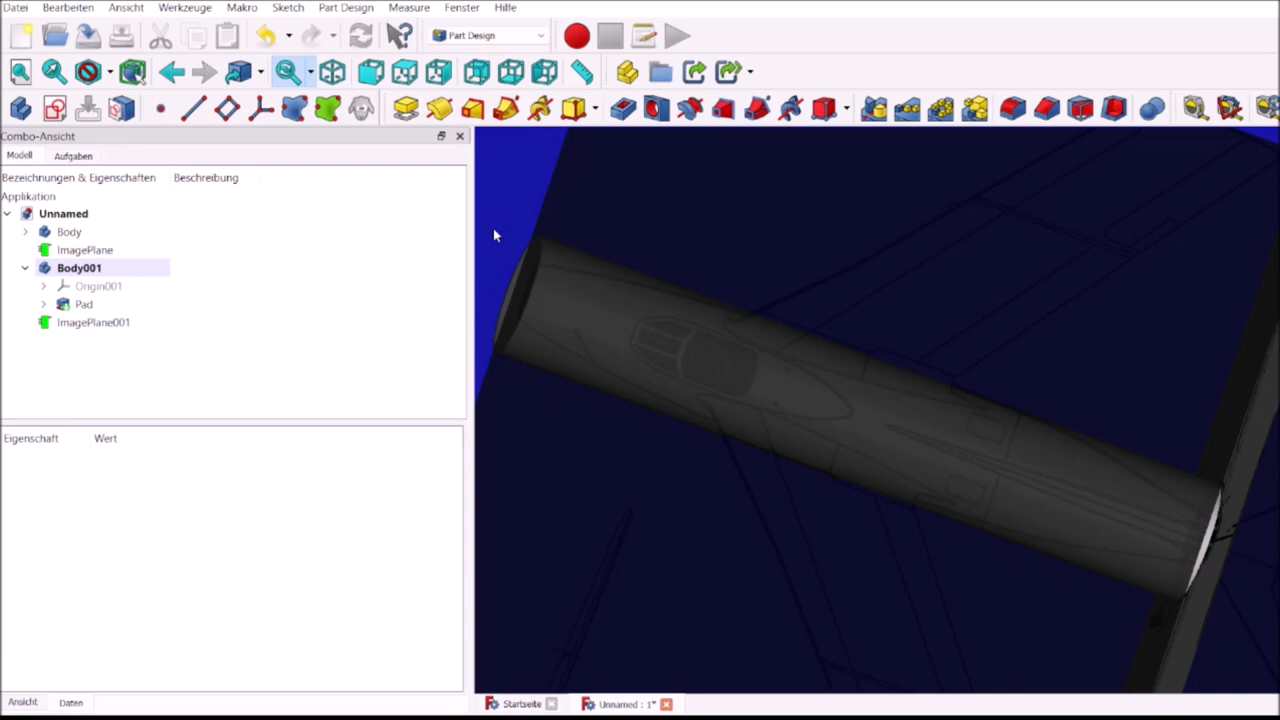 Datei Bearbeiten Ansicht Werkzeuge Makro Sketch Part Design Measure Fenster Hilfe
Part Design
Combo-Ansicht
Modell Aufgaben
Bezeichnungen & Eigenschaften Beschreibung
Applikation
Unnamed
Body
ImagePlane
Body001
Origin001
Pad
ImagePlane001
Eigenschaft Wert
Ansicht Daten
Startseite Unnamed : 1*